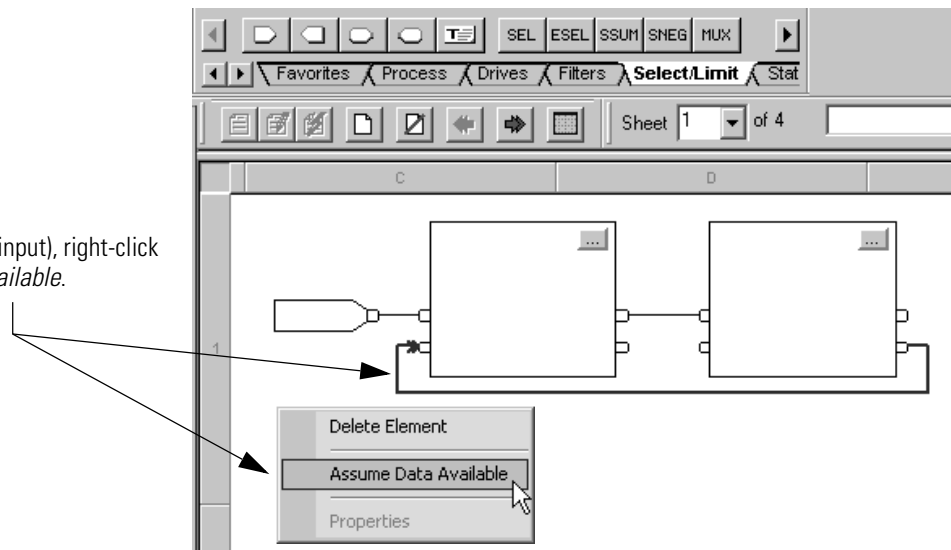 SEL ESEL SSUM SNEG MUX
Favorites Process Drives Filters Select/Limit Stat
Sheet 1 of 4
C D
input), right-click
ailable.
1
Delete Element
Assume Data Available
Properties